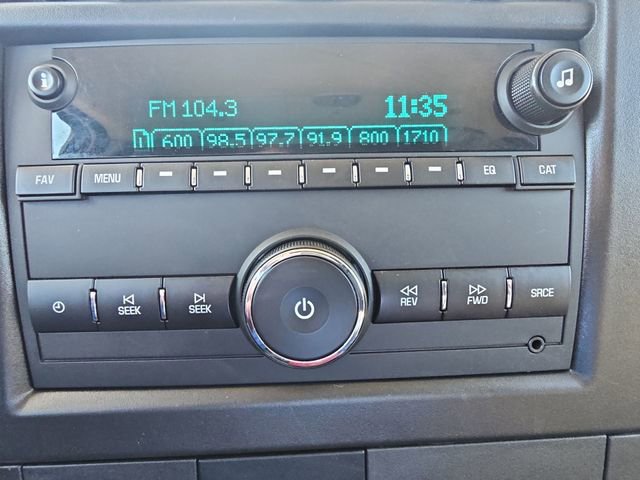 FM 104.3 11:35
1 600 98.5 97.7 91.9 800 1710
FAV MENU EQ CAT
SEEK SEEK REV FWD SRCE